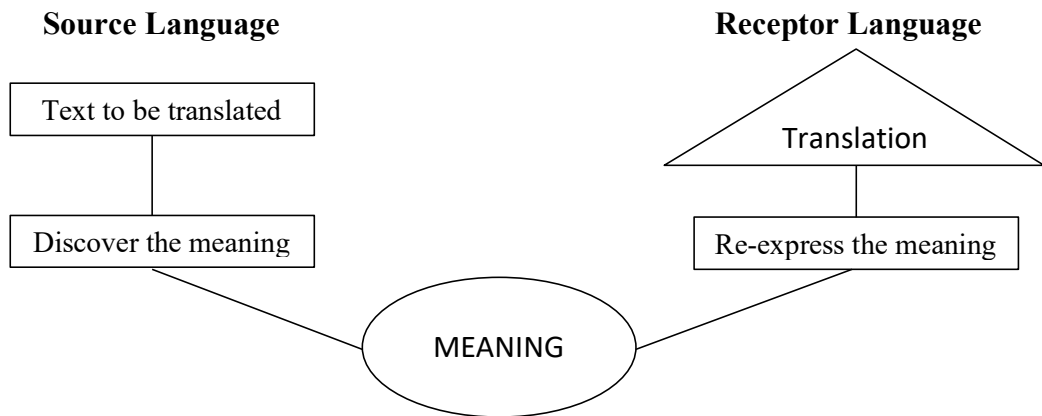 Source Language
Receptor Language
Text to be translated
Translation
Discover the meaning
Re-express the meaning
MEANING